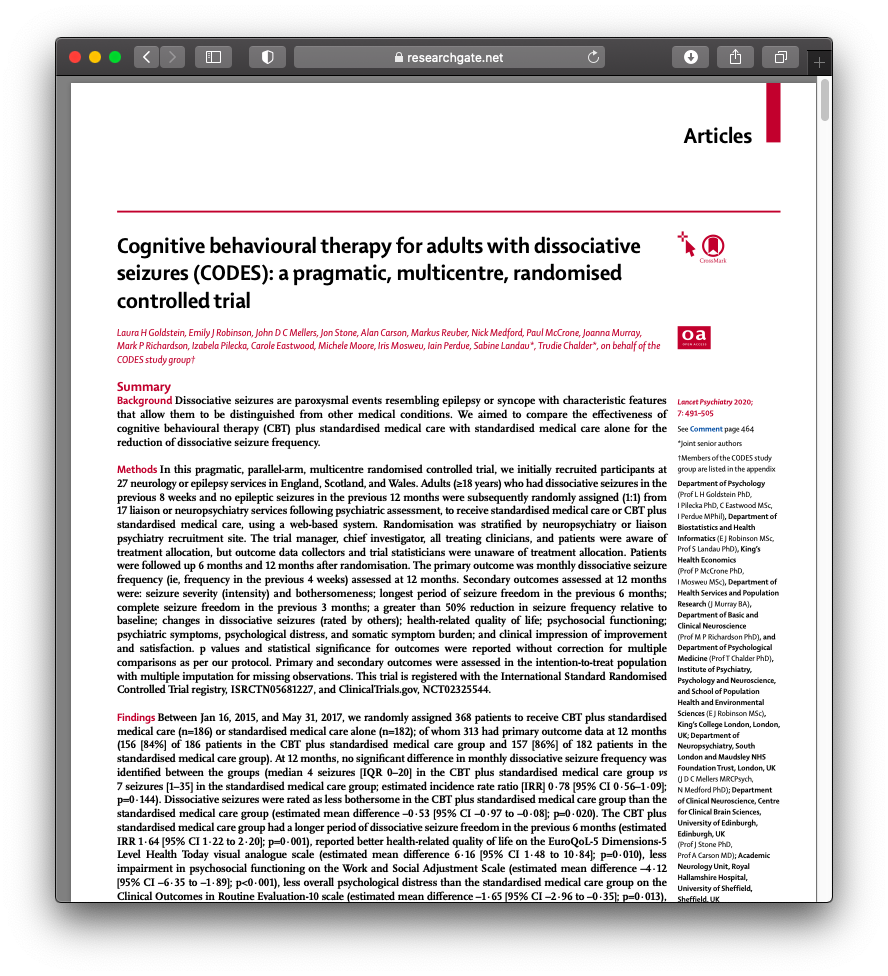 researchgate.net
Articles
Cognitive behavioural therapy for adults with dissociative
seizures (CODES): a pragmatic, multicentre, randomised
controlled trial
CrossMark
Laura H Goldstein, Emily J Robinson, John D C Mellers, Jon Stone, Alan Carson, Markus Reuber, Nick Medford, Paul McCrone, Joanna Murray,
Mark P Richardson, Izabela Pilecka, Carole Eastwood, Michele Moore, Iris Mosweu, Iain Perdue, Sabine Landau*, Trudie Chalder*, on behalf of the
CODES study group†
oa
OPEN ACCESS
Summary
Background Dissociative seizures are paroxysmal events resembling epilepsy or syncope with characteristic features
that allow them to be distinguished from other medical conditions. We aimed to compare the effectiveness of
cognitive behavioural therapy (CBT) plus standardised medical care with standardised medical care alone for the
reduction of dissociative seizure frequency.
Methods In this pragmatic, parallel-arm, multicentre randomised controlled trial, we initially recruited participants at
27 neurology or epilepsy services in England, Scotland, and Wales. Adults (≥18 years) who had dissociative seizures in the
previous 8 weeks and no epileptic seizures in the previous 12 months were subsequently randomly assigned (1:1) from
17 liaison or neuropsychiatry services following psychiatric assessment, to receive standardised medical care or CBT plus
standardised medical care, using a web-based system. Randomisation was stratified by neuropsychiatry or liaison
psychiatry recruitment site. The trial manager, chief investigator, all treating clinicians, and patients were aware of
treatment allocation, but outcome data collectors and trial statisticians were unaware of treatment allocation. Patients
were followed up 6 months and 12 months after randomisation. The primary outcome was monthly dissociative seizure
frequency (ie, frequency in the previous 4 weeks) assessed at 12 months. Secondary outcomes assessed at 12 months
were: seizure severity (intensity) and bothersomeness; longest period of seizure freedom in the previous 6 months;
complete seizure freedom in the previous 3 months; a greater than 50% reduction in seizure frequency relative to
baseline; changes in dissociative seizures (rated by others); health-related quality of life; psychosocial functioning;
psychiatric symptoms, psychological distress, and somatic symptom burden; and clinical impression of improvement
and satisfaction. p values and statistical significance for outcomes were reported without correction for multiple
comparisons as per our protocol. Primary and secondary outcomes were assessed in the intention-to-treat population
with multiple imputation for missing observations. This trial is registered with the International Standard Randomised
Controlled Trial registry, ISRCTN05681227, and ClinicalTrials.gov, NCT02325544.
Findings Between Jan 16, 2015, and May 31, 2017, we randomly assigned 368 patients to receive CBT plus standardised
medical care (n=186) or standardised medical care alone (n=182); of whom 313 had primary outcome data at 12 months
(156 [84%] of 186 patients in the CBT plus standardised medical care group and 157 [86%] of 182 patients in the
standardised medical care group). At 12 months, no significant difference in monthly dissociative seizure frequency was
identified between the groups (median 4 seizures [IQR 0–20] in the CBT plus standardised medical care group vs
7 seizures [1–35] in the standardised medical care group; estimated incidence rate ratio [IRR] 0·78 [95% CI 0·56–1·09];
p=0·144). Dissociative seizures were rated as less bothersome in the CBT plus standardised medical care group than the
standardised medical care group (estimated mean difference –0·53 [95% CI –0·97 to –0·08]; p=0·020). The CBT plus
standardised medical care group had a longer period of dissociative seizure freedom in the previous 6 months (estimated
IRR 1·64 [95% CI 1·22 to 2·20]; p=0·001), reported better health-related quality of life on the EuroQoL-5 Dimensions-5
Level Health Today visual analogue scale (estimated mean difference 6·16 [95% CI 1·48 to 10·84]; p=0·010), less
impairment in psychosocial functioning on the Work and Social Adjustment Scale (estimated mean difference –4·12
[95% CI –6·35 to –1·89]; p<0·001), less overall psychological distress than the standardised medical care group on the
Clinical Outcomes in Routine Evaluation-10 scale (estimated mean difference –1·65 [95% CI –2·96 to –0·35]; p=0·013),
Lancet Psychiatry 2020;
7: 491–505
See Comment page 464
*Joint senior authors
†Members of the CODES study
group are listed in the appendix
Department of Psychology
(Prof L H Goldstein PhD,
I Pilecka PhD, C Eastwood MSc,
I Perdue MPhil), Department of
Biostatistics and Health
Informatics (E J Robinson MSc,
Prof S Landau PhD), King's
Health Economics
(Prof P McCrone PhD,
I Mosweu MSc), Department of
Health Services and Population
Research (J Murray BA),
Department of Basic and
Clinical Neuroscience
(Prof M P Richardson PhD), and
Department of Psychological
Medicine (Prof T Chalder PhD),
Institute of Psychiatry,
Psychology and Neuroscience,
and School of Population
Health and Environmental
Sciences (E J Robinson MSc),
King's College London, London,
UK; Department of
Neuropsychiatry, South
London and Maudsley NHS
Foundation Trust, London, UK
(J D C Mellers MRCPsych,
N Medford PhD); Department
of Clinical Neuroscience, Centre
for Clinical Brain Sciences,
University of Edinburgh,
Edinburgh, UK
(Prof J Stone PhD,
Prof A Carson MD); Academic
Neurology Unit, Royal
Hallamshire Hospital,
University of Sheffield,
Sheffield, UK